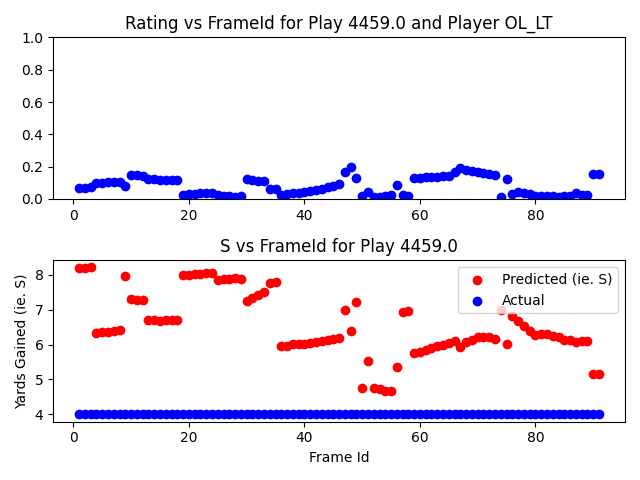 Rating vs FrameId for Play 4459.0 and Player OL_LT
1.0
0.8
0.6
0.4
0.2
0.0
0 20 40 60 80
S vs FrameId for Play 4459.0
Yards Gained (ie. S)
8
7
6
5
4
Predicted (ie. S)
Actual
0 20 40 60 80
Frame Id